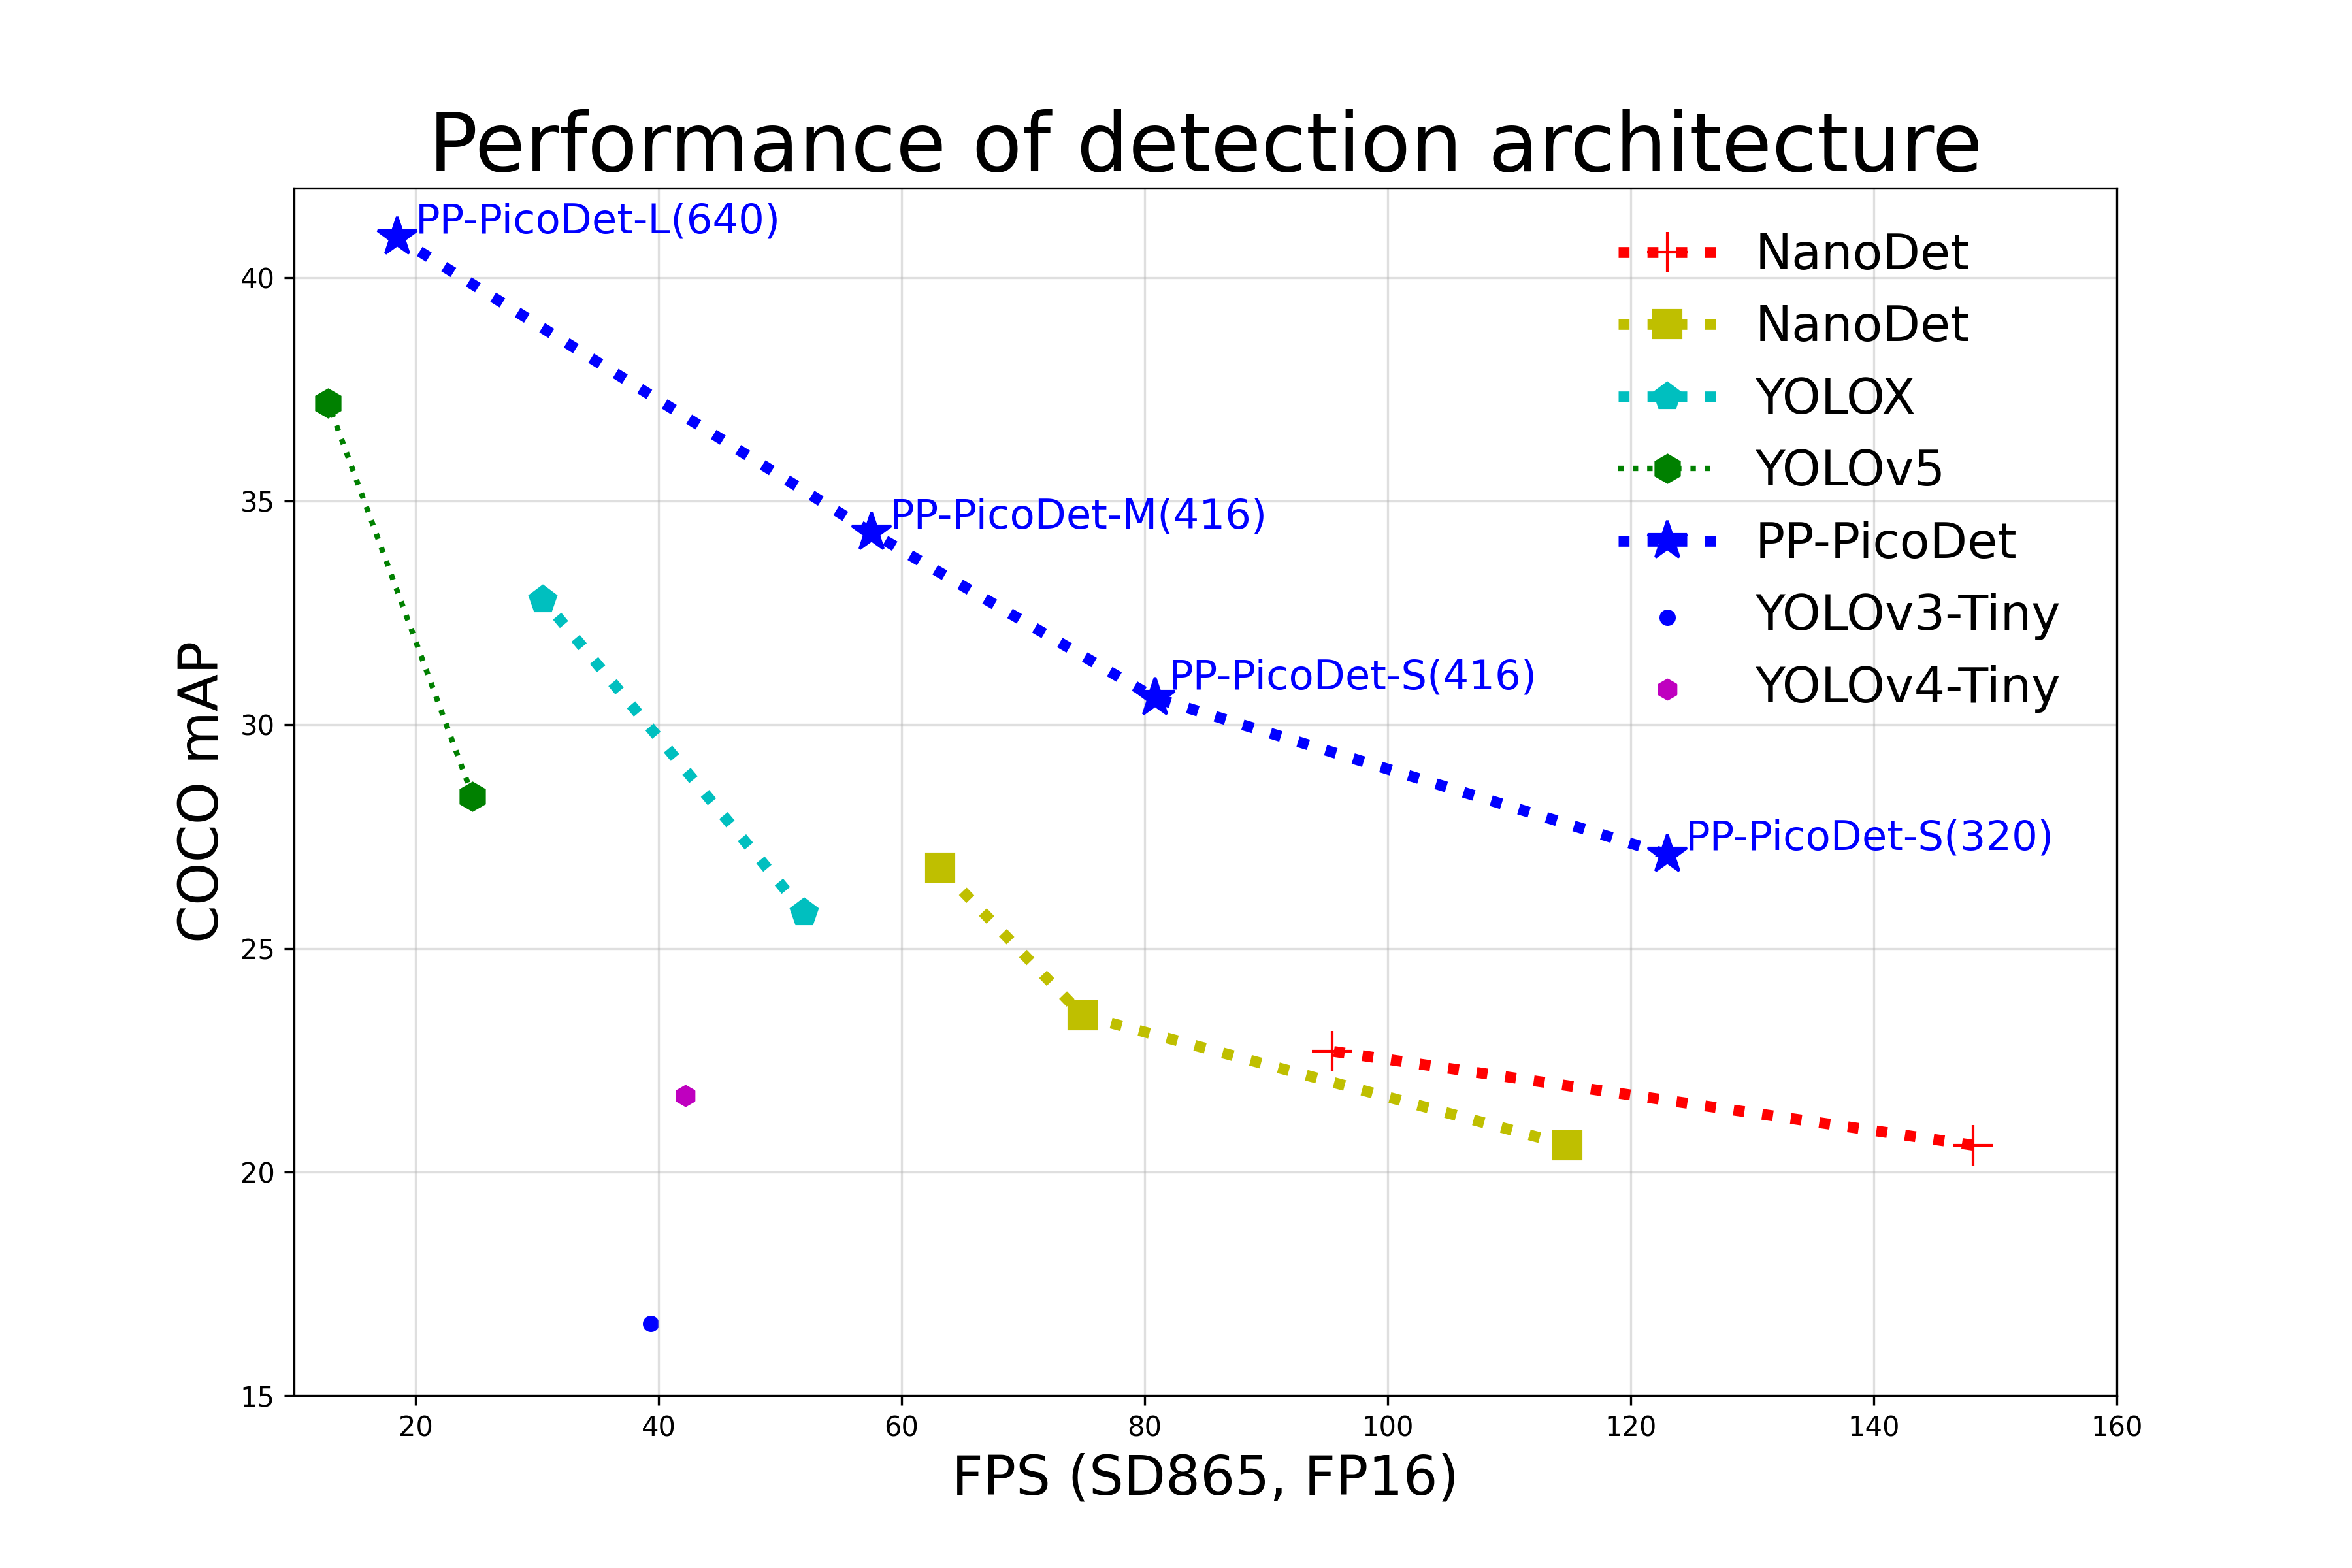 Performance of detection architecture
PP-PicoDet-L(640)
PP-PicoDet-M(416)
PP-PicoDet-S(416)
PP-PicoDet-S(320)
NanoDet
NanoDet
YOLOX
YOLOv5
PP-PicoDet
YOLOv3-Tiny
YOLOv4-Tiny
COCO mAP
40
35
30
25
20
15
20 40 60 80 100 120 140 160
FPS (SD865, FP16)